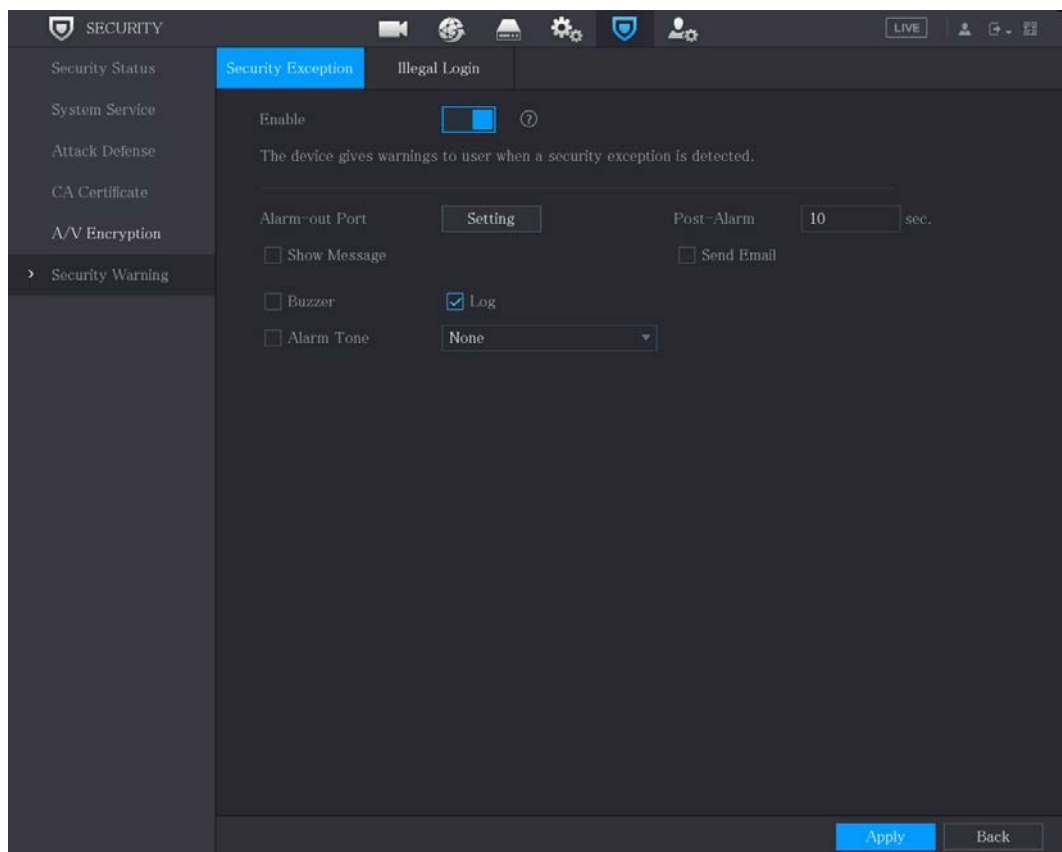 SECURITY
LIVE
Security Status
System Service
Attack Defense
CA Certificate
A/V Encryption
Security Warning
Security Exception Illegal Login
Enable
The device gives warnings to user when a security exception is detected.
Alarm-out Port Setting Post-Alarm 10 sec.
Show Message Send Email
Buzzer Log
Alarm Tone None
Apply Back